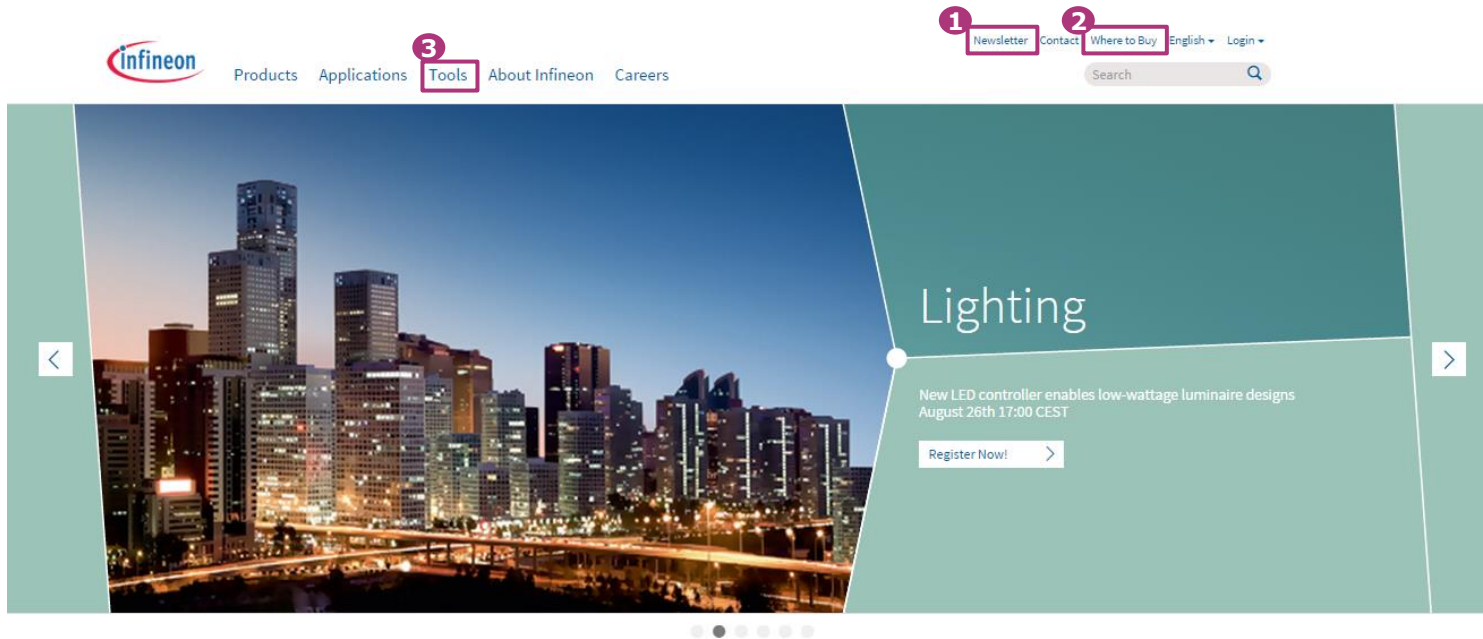 1 2
Newsletter Contact Where to Buy English Login
infineon
3
Products Applications Tools About Infineon Careers
Search
Lighting
New LED controller enables low-wattage luminaire designs
August 26th 17:00 CEST
Register Now!